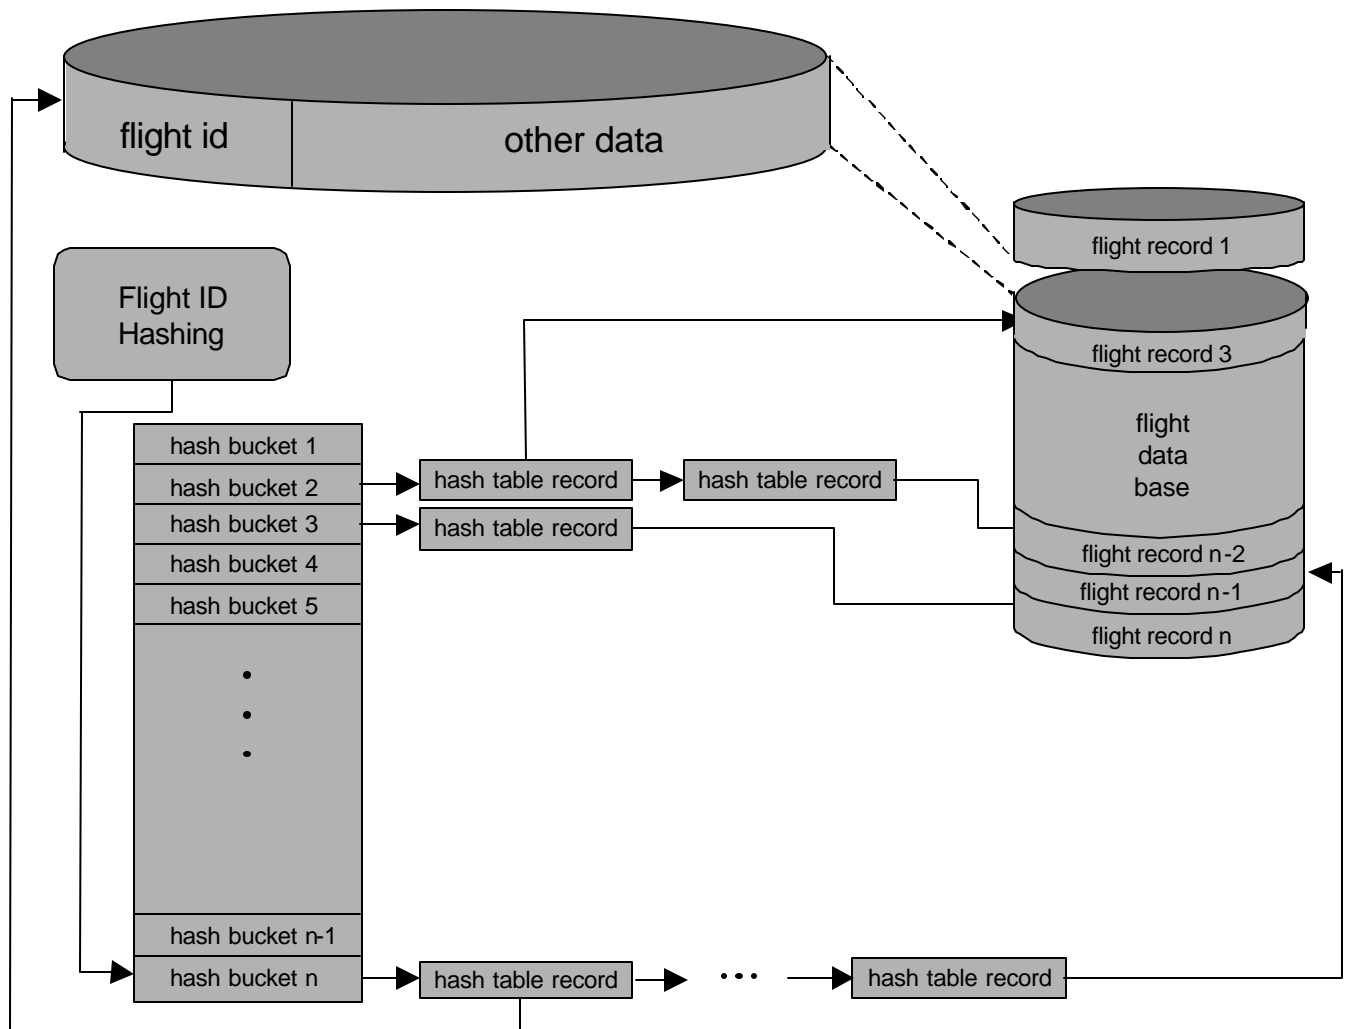 flight id
other data
flight record 1
Flight ID
Hashing
flight record 3
flight
data
base
hash bucket 1
hash bucket 2
hash table record
hash table record
hash bucket 3
hash table record
hash bucket 4
flight record n-2
hash bucket 5
flight record n-1
flight record n
hash bucket n-1
hash bucket n
hash table record
...
hash table record